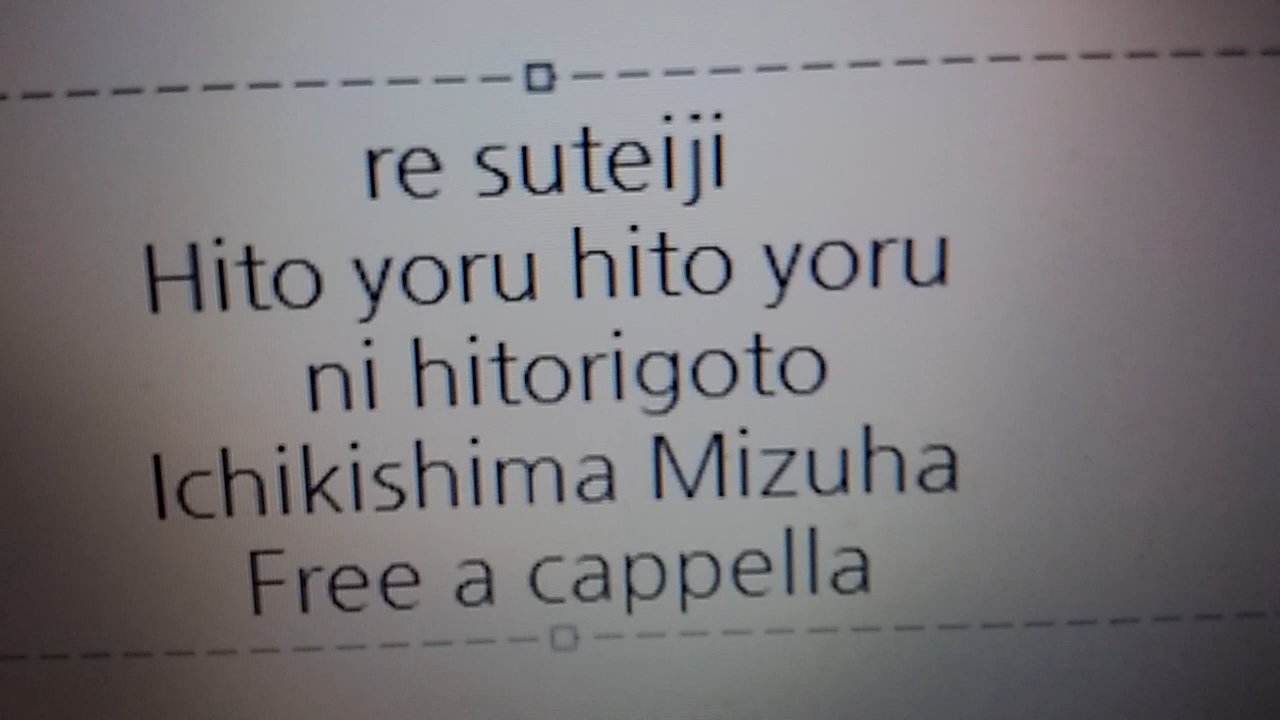 re suteiji
Hito yoru hito yoru
ni hitorigoto
Ichikishima Mizuha
Free a cappella